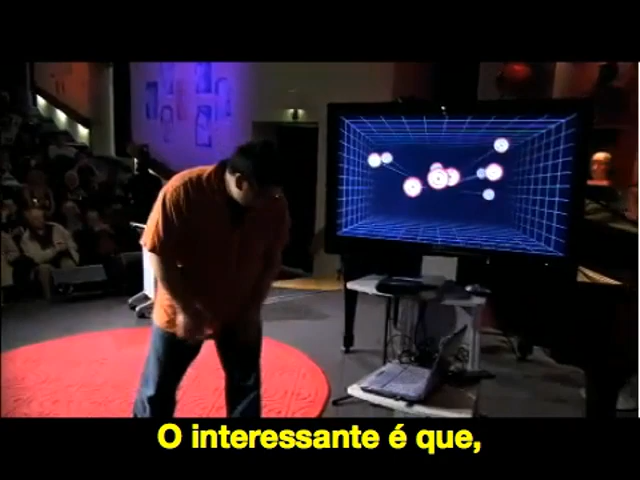 O interessante é que,